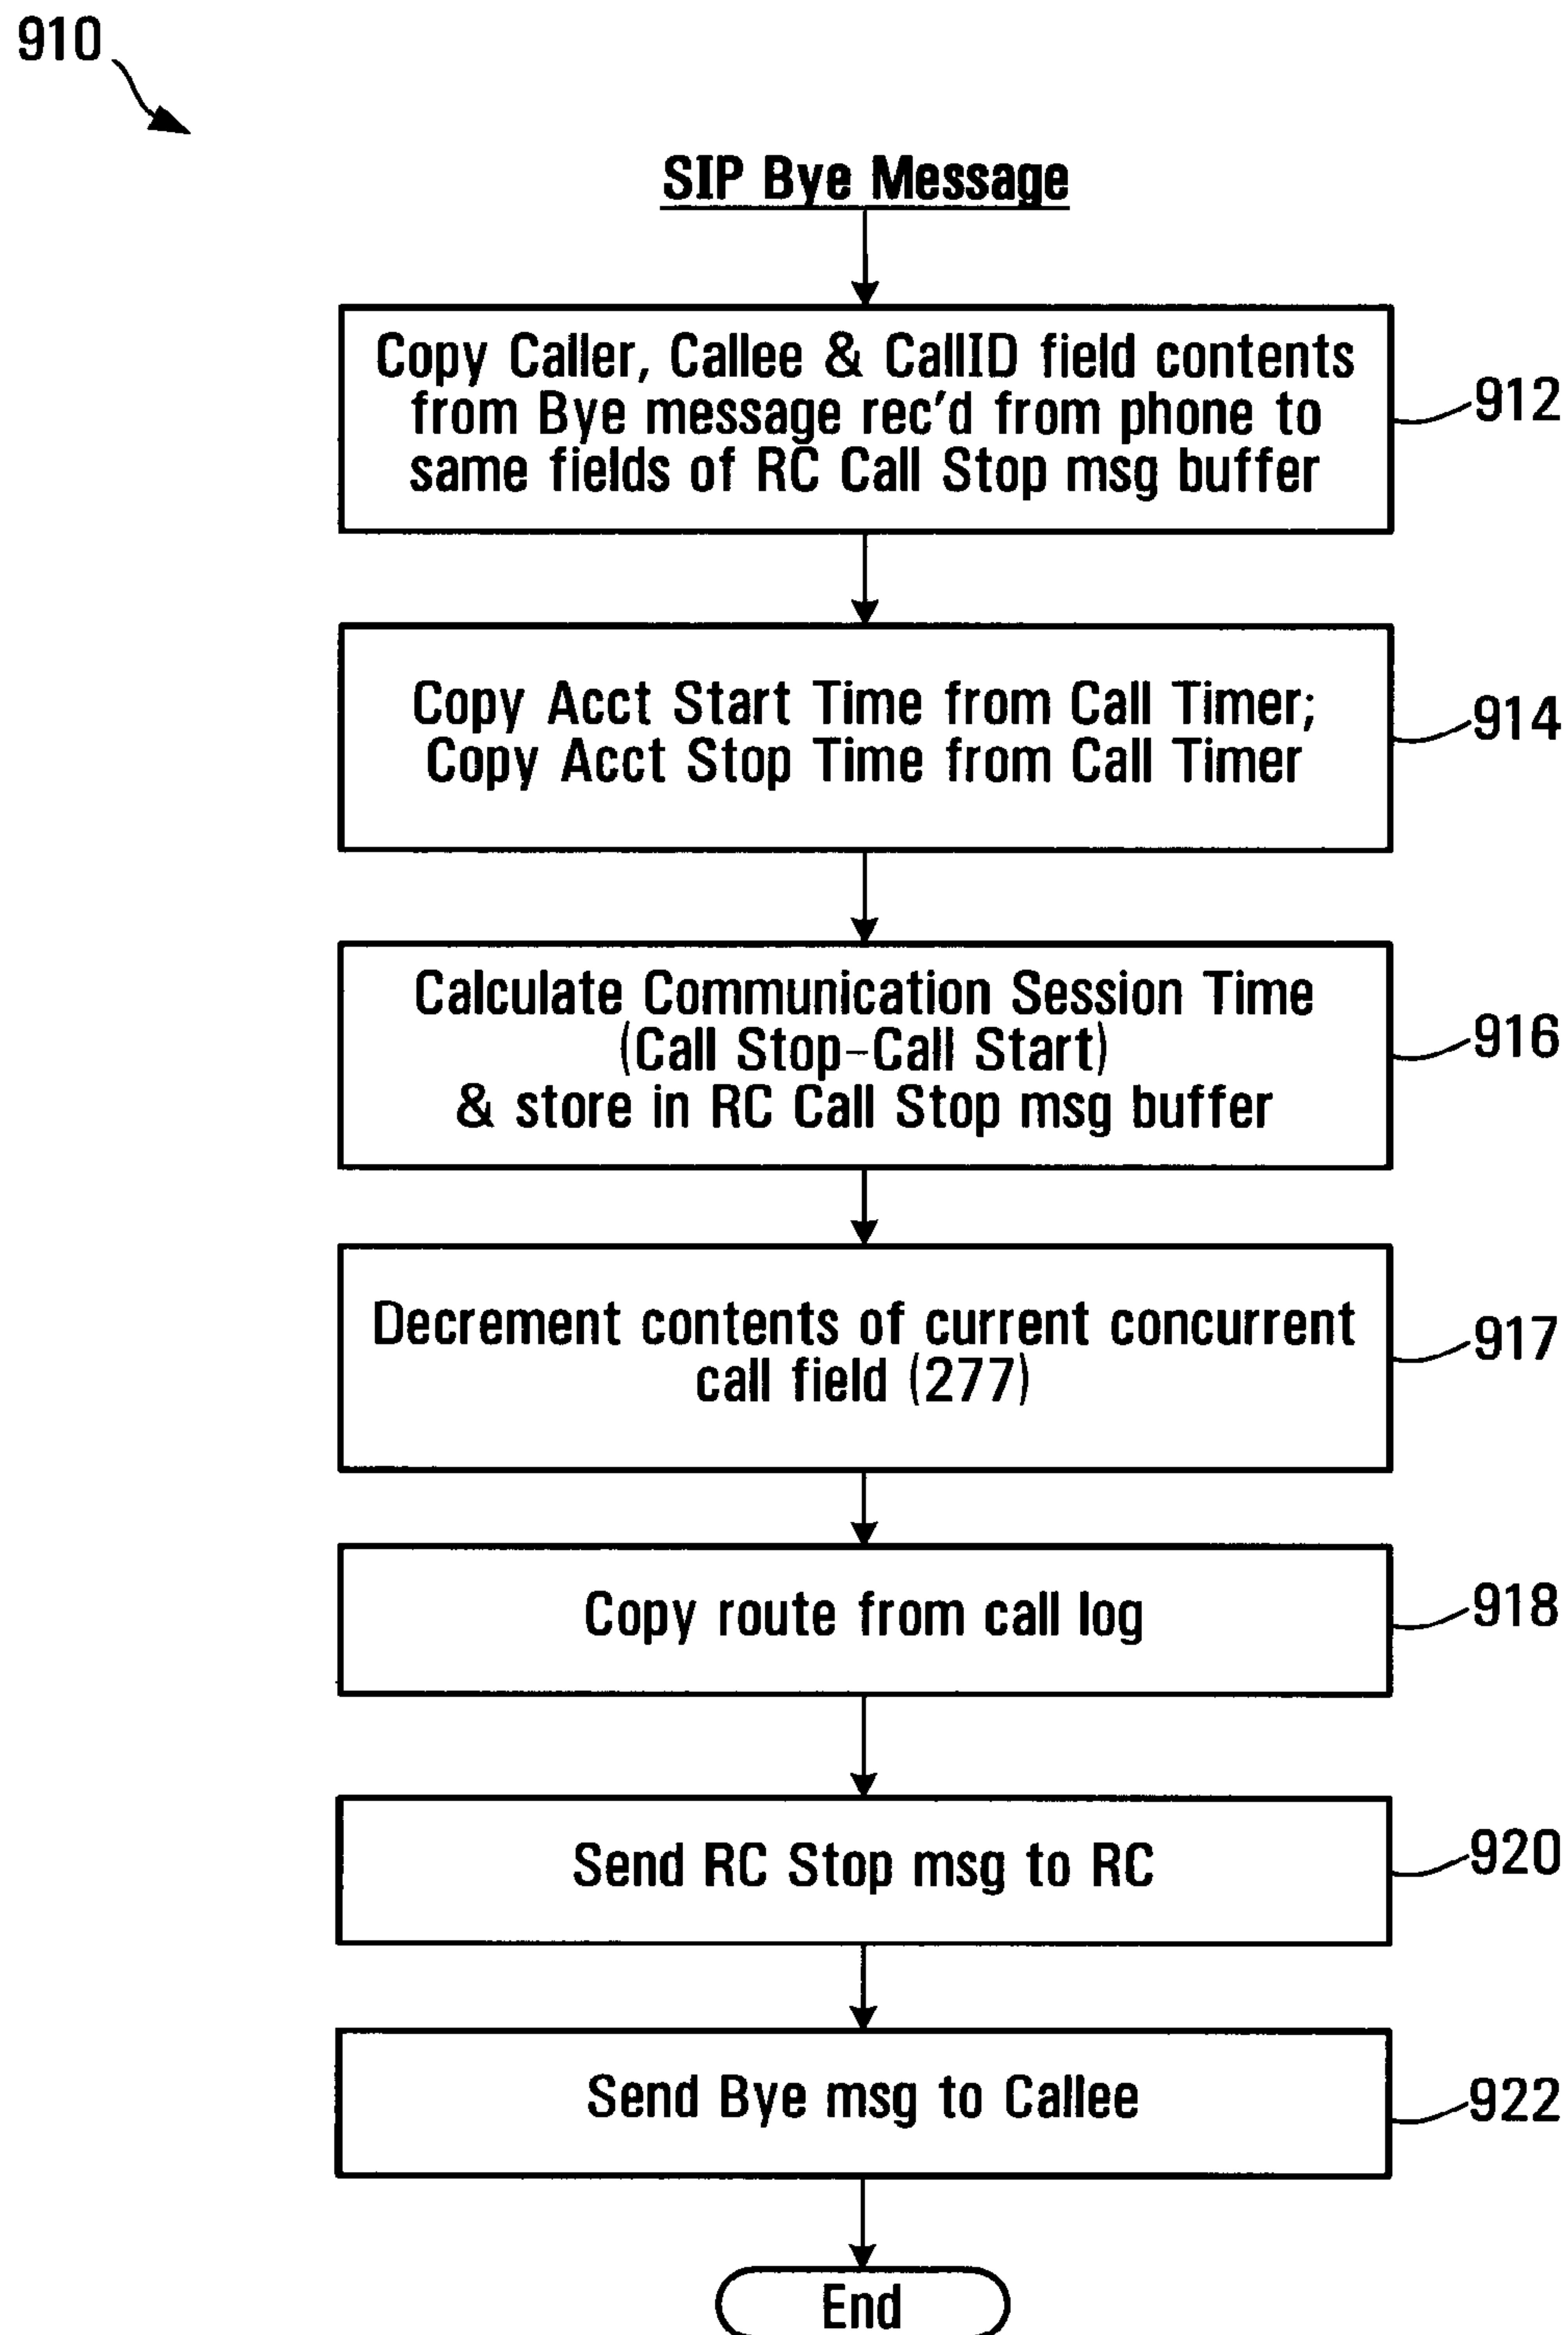 910
SIP Bye Message
Copy Caller, Callee & CallID field contents
from Bye message rec'd from phone to
same fields of RC Call Stop msg buffer
912
Copy Acct Start Time from Call Timer;
Copy Acct Stop Time from Call Timer
914
Calculate Communication Session Time
(Call Stop-Call Start)
& store in RC Call Stop msg buffer
916
Decrement contents of current concurrent
call field (277)
917
Copy route from call log
918
Send RC Stop msg to RC
920
Send Bye msg to Callee
922
End